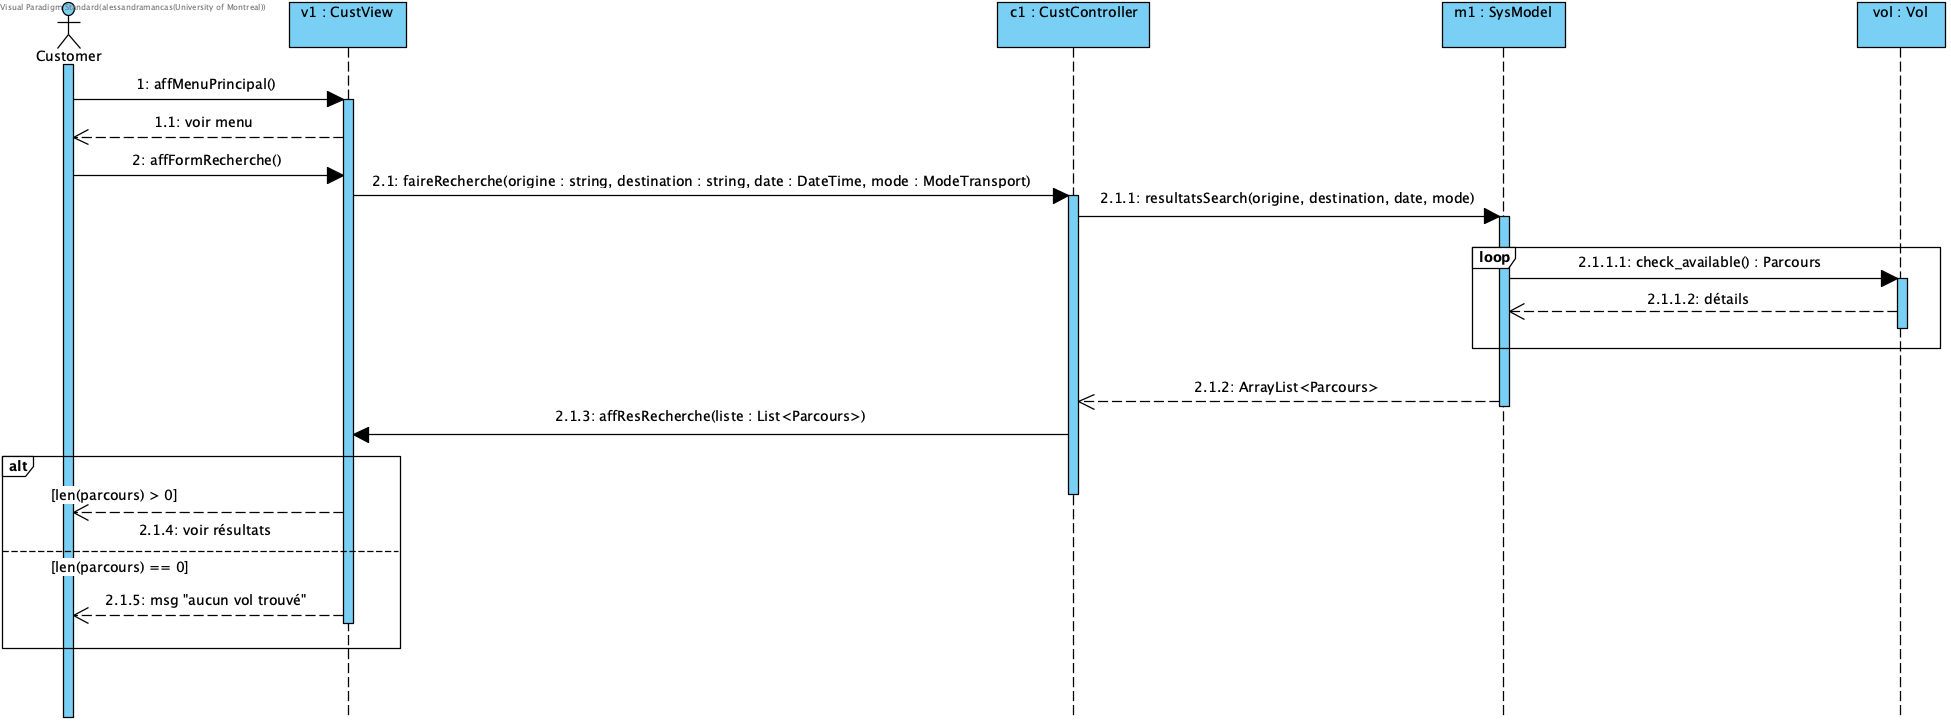 Visual Paradigm Standard(alessandramancas(University of Montreal))
Customer
v1 : CustView
c1 : CustController
m1 : SysModel
vol : Vol
1: affMenuPrincipal()
1.1: voir menu
2: affFormRecherche()
2.1: faireRecherche(origine : string, destination : string, date : DateTime, mode : ModeTransport)
2.1.1: resultatsSearch(origine, destination, date, mode)
loop
2.1.1.1: check_available() : Parcours
2.1.1.2: détails
2.1.2: ArrayList<Parcours>
2.1.3: affResRecherche(liste : List<Parcours>)
alt
[len(parcours) > 0]
2.1.4: voir résultats
[len(parcours) == 0]
2.1.5: msg "aucun vol trouvé"